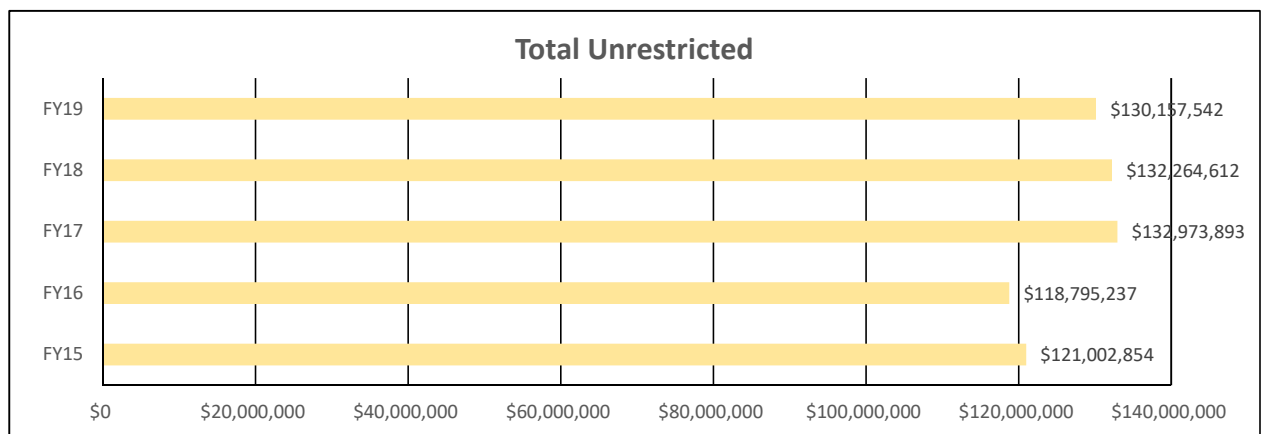 Total Unrestricted
FY19 $130,157,542
FY18 $132,264,612
FY17 $132,973,893
FY16 $118,795,237
FY15 $121,002,854
$0 $20,000,000 $40,000,000 $60,000,000 $80,000,000 $100,000,000 $120,000,000 $140,000,000